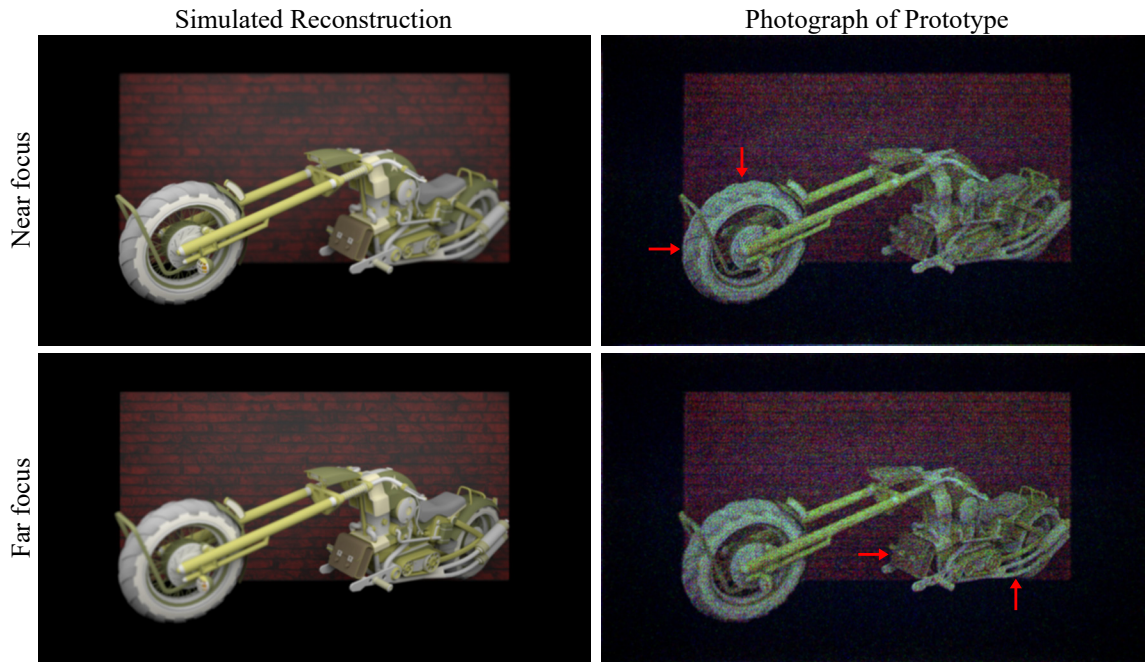 Simulated Reconstruction
Photograph of Prototype
Near focus
Far focus